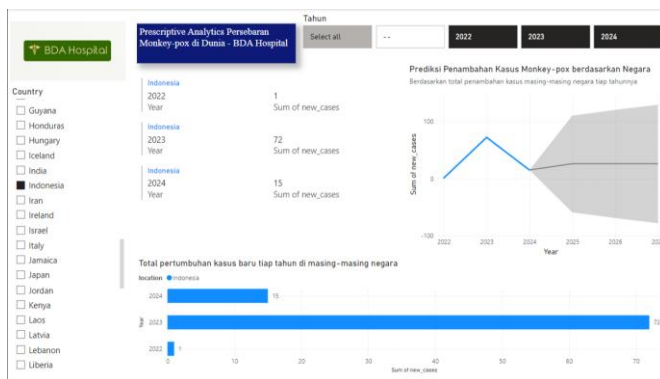 BDA Hospital
Prescriptive Analytics Persebaran
Monkey-pox di Dunia - BDA Hospital
Tahun
Select all
--
2022
2023
2024
Country
Guyana
Honduras
Hungary
Iceland
India
Indonesia
Iran
Ireland
Israel
Italy
Jamaica
Japan
Jordan
Kenya
Laos
Latvia
Lebanon
Liberia
Indonesia
2022 1
Year Sum of new_cases
Indonesia
2023 72
Year Sum of new_cases
Indonesia
2024 15
Year Sum of new_cases
Prediksi Penambahan Kasus Monkey-pox berdasarkan Negara
Berdasarkan total penambahan kasus masing-masing negara tiap tahunnya
Sum of new_cases
100
0
-100
2022 2023 2024 2025 2026
Year
Total pertumbuhan kasus baru tiap tahun di masing-masing negara
location Indonesia
Year
2024 15
2023 72
2022 1
0 10 20 30 40 50 60 70
Sum of new_cases